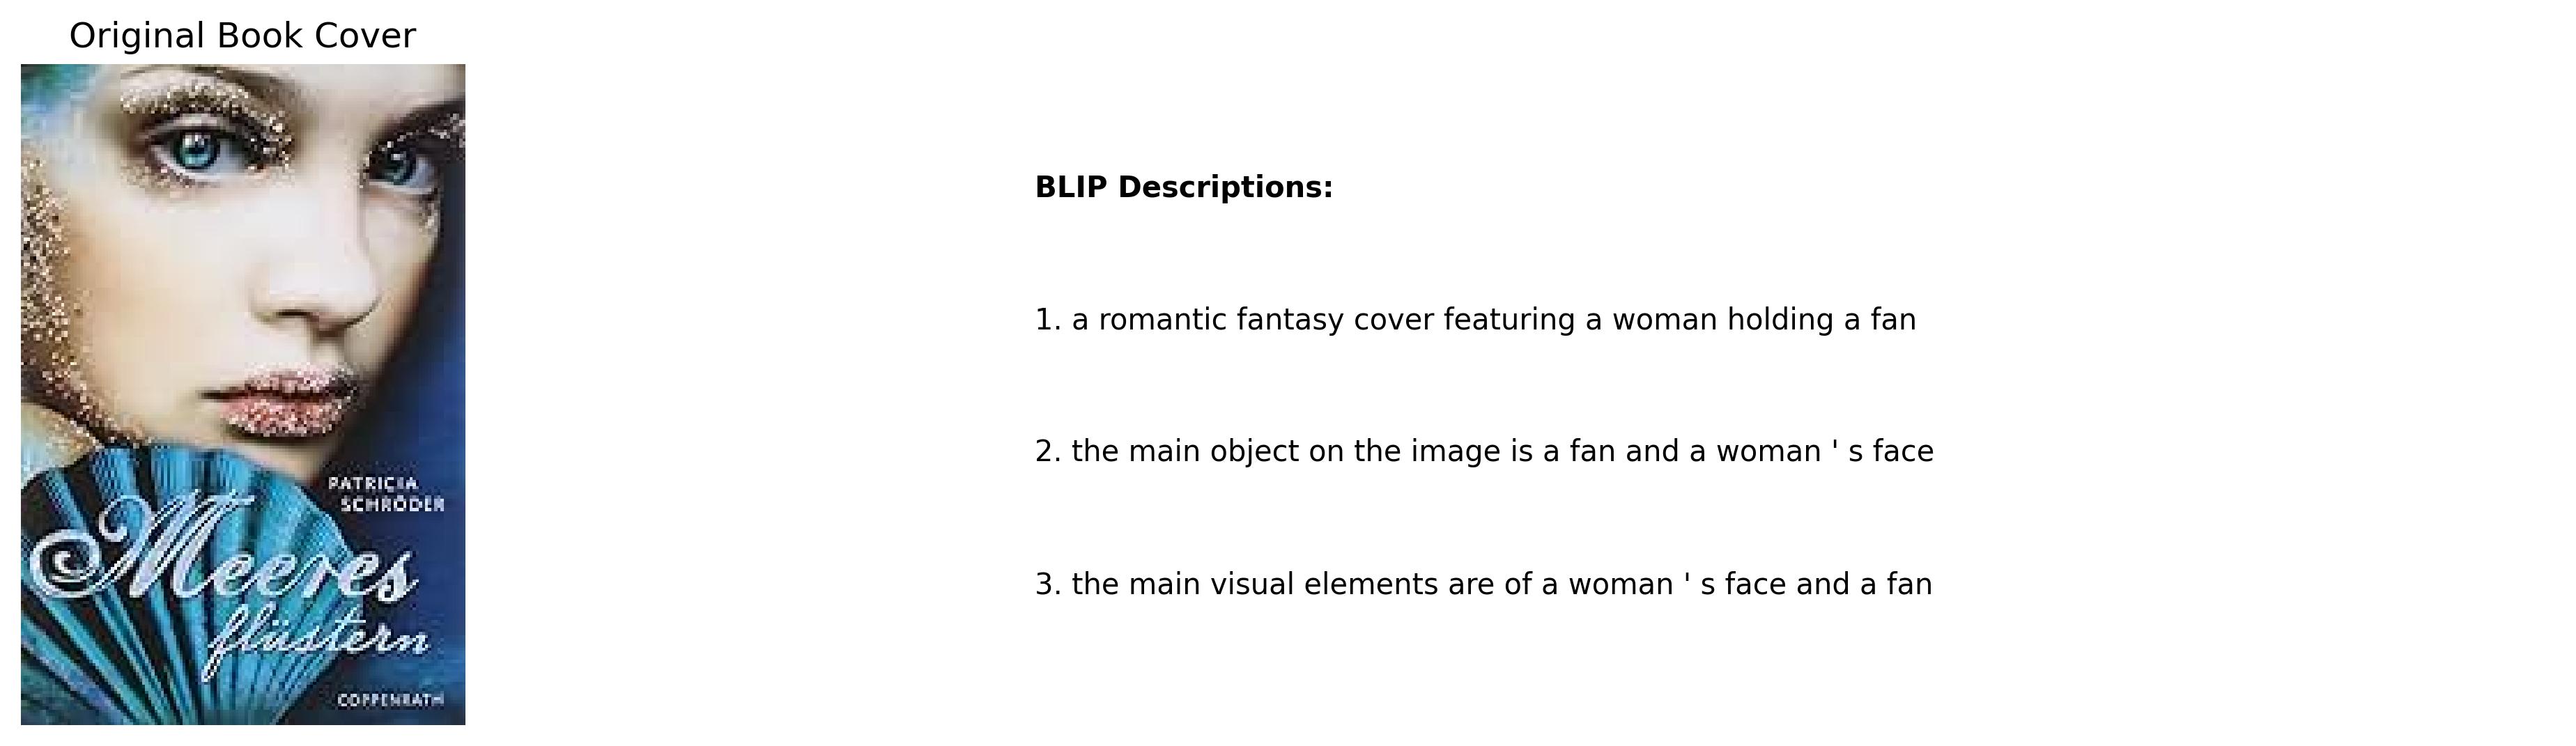 Original Book Cover
PATRICIA
SCHRÖDER
Meeres
flüstern
COPPENRATH
BLIP Descriptions:
1. a romantic fantasy cover featuring a woman holding a fan
2. the main object on the image is a fan and a woman ' s face
3. the main visual elements are of a woman ' s face and a fan